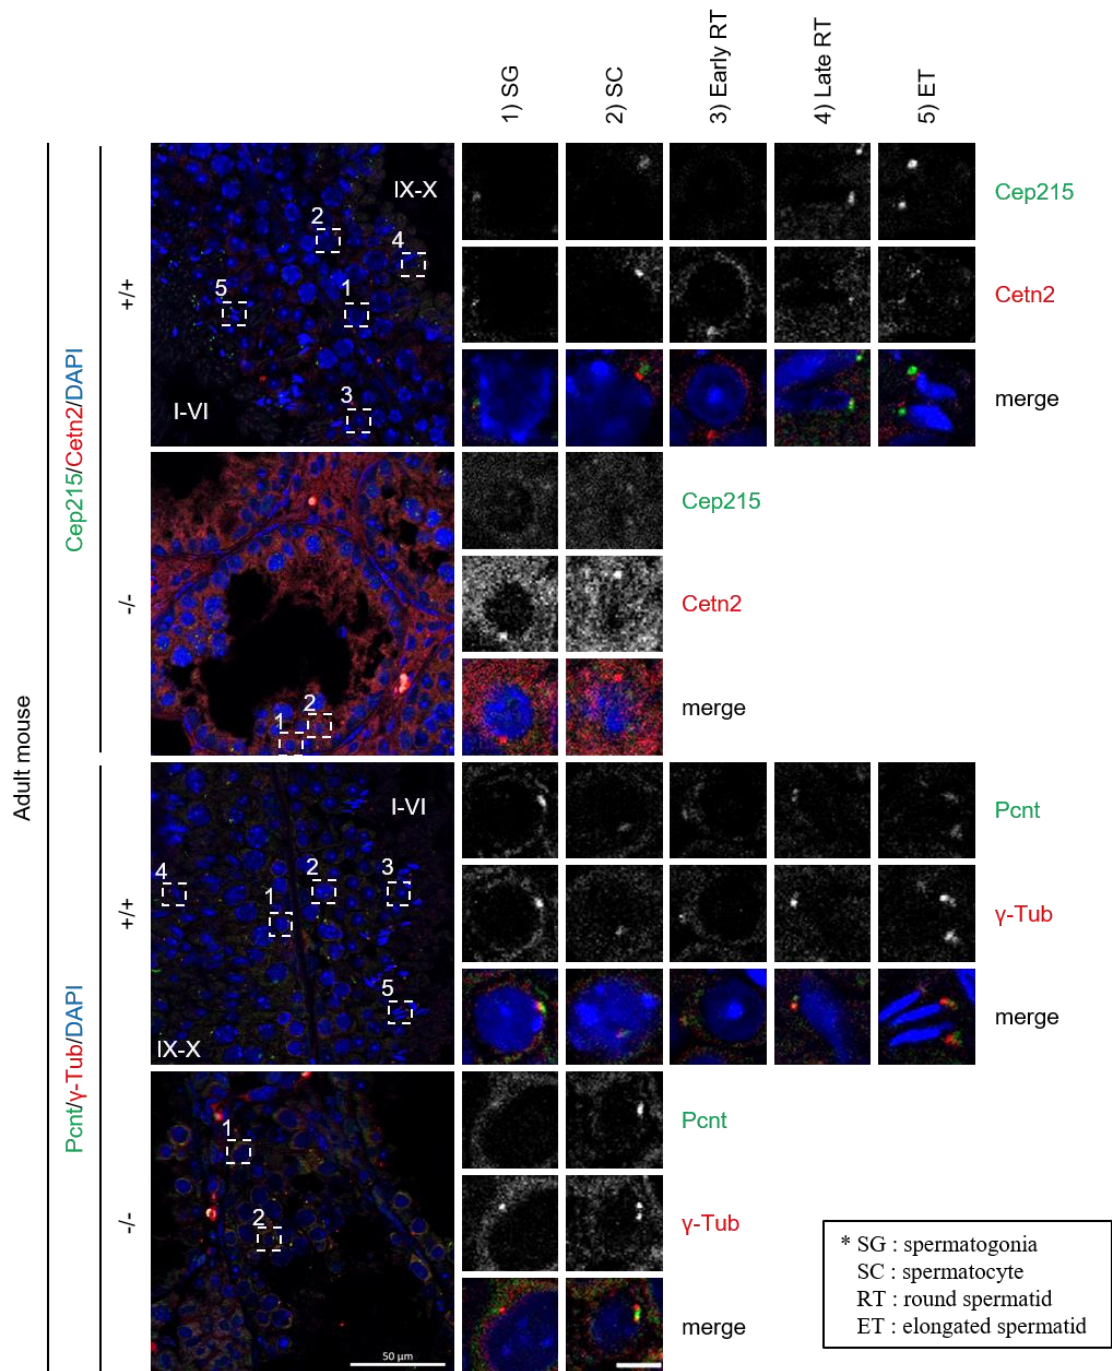 1) SG
2) SC
3) Early RT
4) Late RT
5) ET
Adult mouse
Cep215/Cetn2/DAPI
+/+
IX-X
2
4
5
1
3
I-VI
Cep215
Cetn2
merge
-/-
2
1
Cep215
Cetn2
merge
Pcnt/γ-Tub/DAPI
+/+
I-VI
4
2
3
1
5
IX-X
Pcnt
γ-Tub
merge
-/-
1
2
50 μm
Pcnt
γ-Tub
merge
* SG : spermatogonia
SC : spermatocyte
RT : round spermatid
ET : elongated spermatid